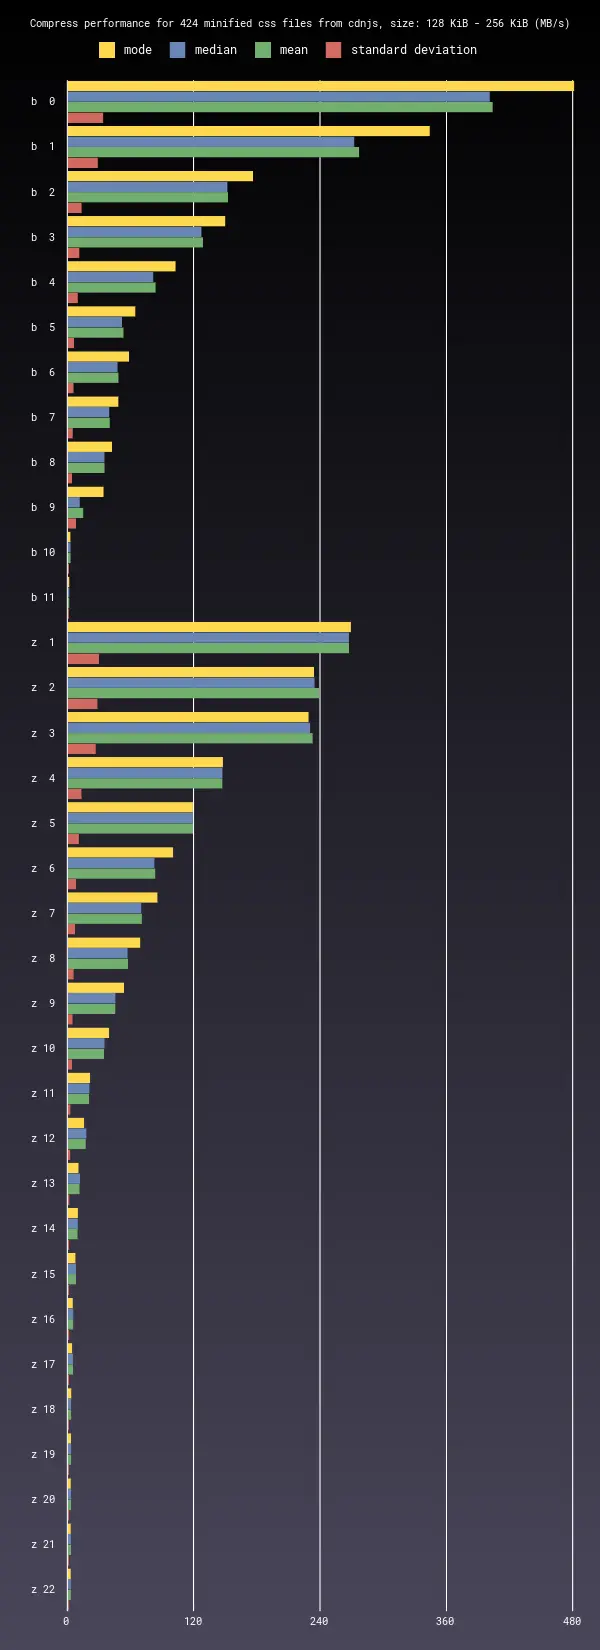 Compress performance for 424 minified css files from cdnjs, size: 128 KiB - 256 KiB (MB/s)
mode median mean standard deviation
b 0
b 1
b 2
b 3
b 4
b 5
b 6
b 7
b 8
b 9
b 10
b 11
z 1
z 2
z 3
z 4
z 5
z 6
z 7
z 8
z 9
z 10
z 11
z 12
z 13
z 14
z 15
z 16
z 17
z 18
z 19
z 20
z 21
z 22
0 120 240 360 480